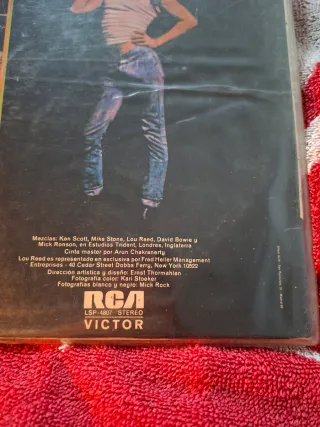 Mezclas: Ken Scott, Mike Stone, Lou Reed, David Bowie y
Mick Ronson, en Estudios Trident, Londres, Inglaterra
Cinta master por Arun Chakraverty
Lou Reed es representado en exclusiva por Fred Heller Management
Entreprises - 40 Cedar Street Dobbs Ferry, New York 10522
Dirección artística y diseño: Ernst Thormahlen
Fotografía color: Karl Stoeker
Fotografías blanco y negro: Mick Rock
RCA
LSP-4807 STEREO
VICTOR